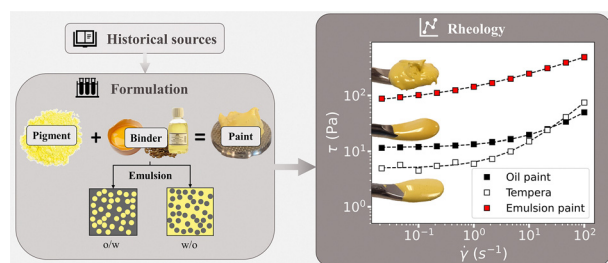 Historical sources
Formulation
Pigment
+
Binder
=
Paint
Emulsion
o/w
w/o
Rheology
τ (Pa)
10²
10¹
10⁰
10⁻¹
10⁰
10¹
10²
γ̇ (s⁻¹)
Oil paint
Tempera
Emulsion paint